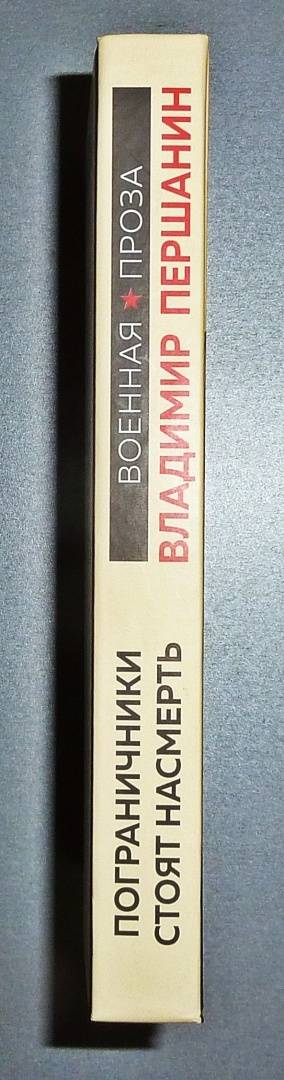 ПОГРАНИЧНИКИ
СТОЯТ НАСМЕРТЬ
ВОЕННАЯ ★ ПРОЗА
ВЛАДИМИР ПЕРШАНИН